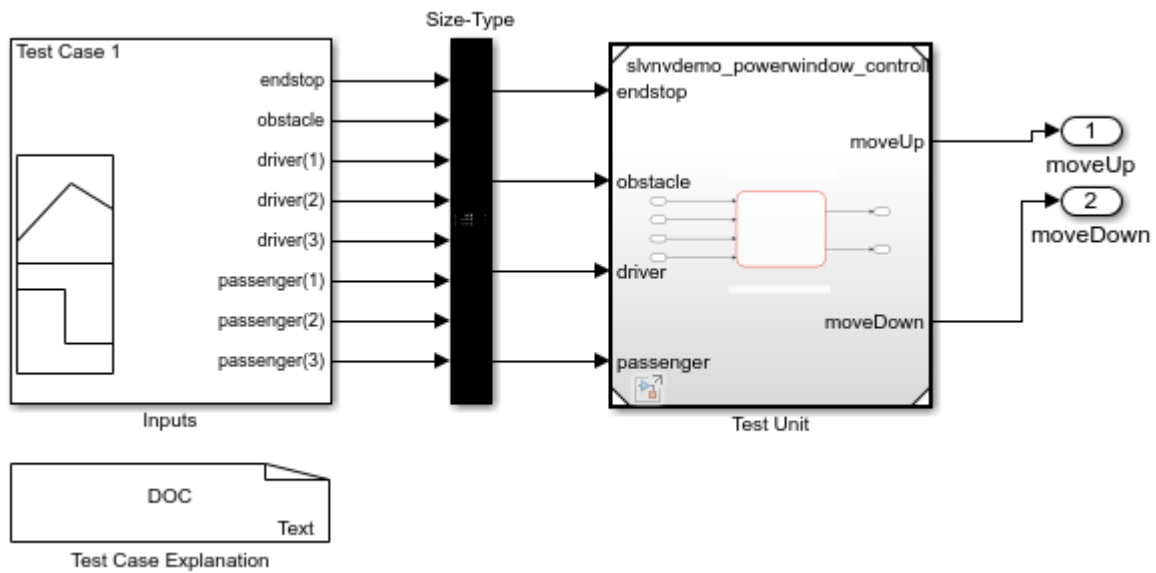 Size-Type
Test Case 1
endstop
obstacle
driver(1)
driver(2)
driver(3)
passenger(1)
passenger(2)
passenger(3)
Inputs
slvnvdemo_powerwindow_controll
endstop
obstacle
driver
passenger
moveUp
moveDown
Test Unit
1
moveUp
2
moveDown
DOC
Text
Test Case Explanation